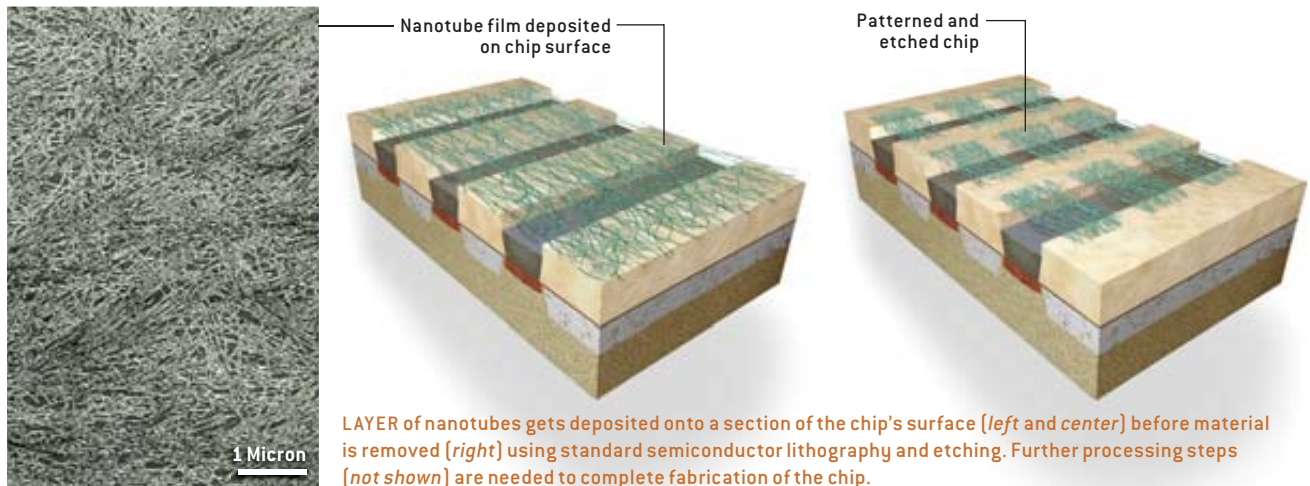 Nanotube film deposited
on chip surface
Patterned and
etched chip
1 Micron
LAYER of nanotubes gets deposited onto a section of the chip's surface (left and center) before material
is removed (right) using standard semiconductor lithography and etching. Further processing steps
(not shown) are needed to complete fabrication of the chip.